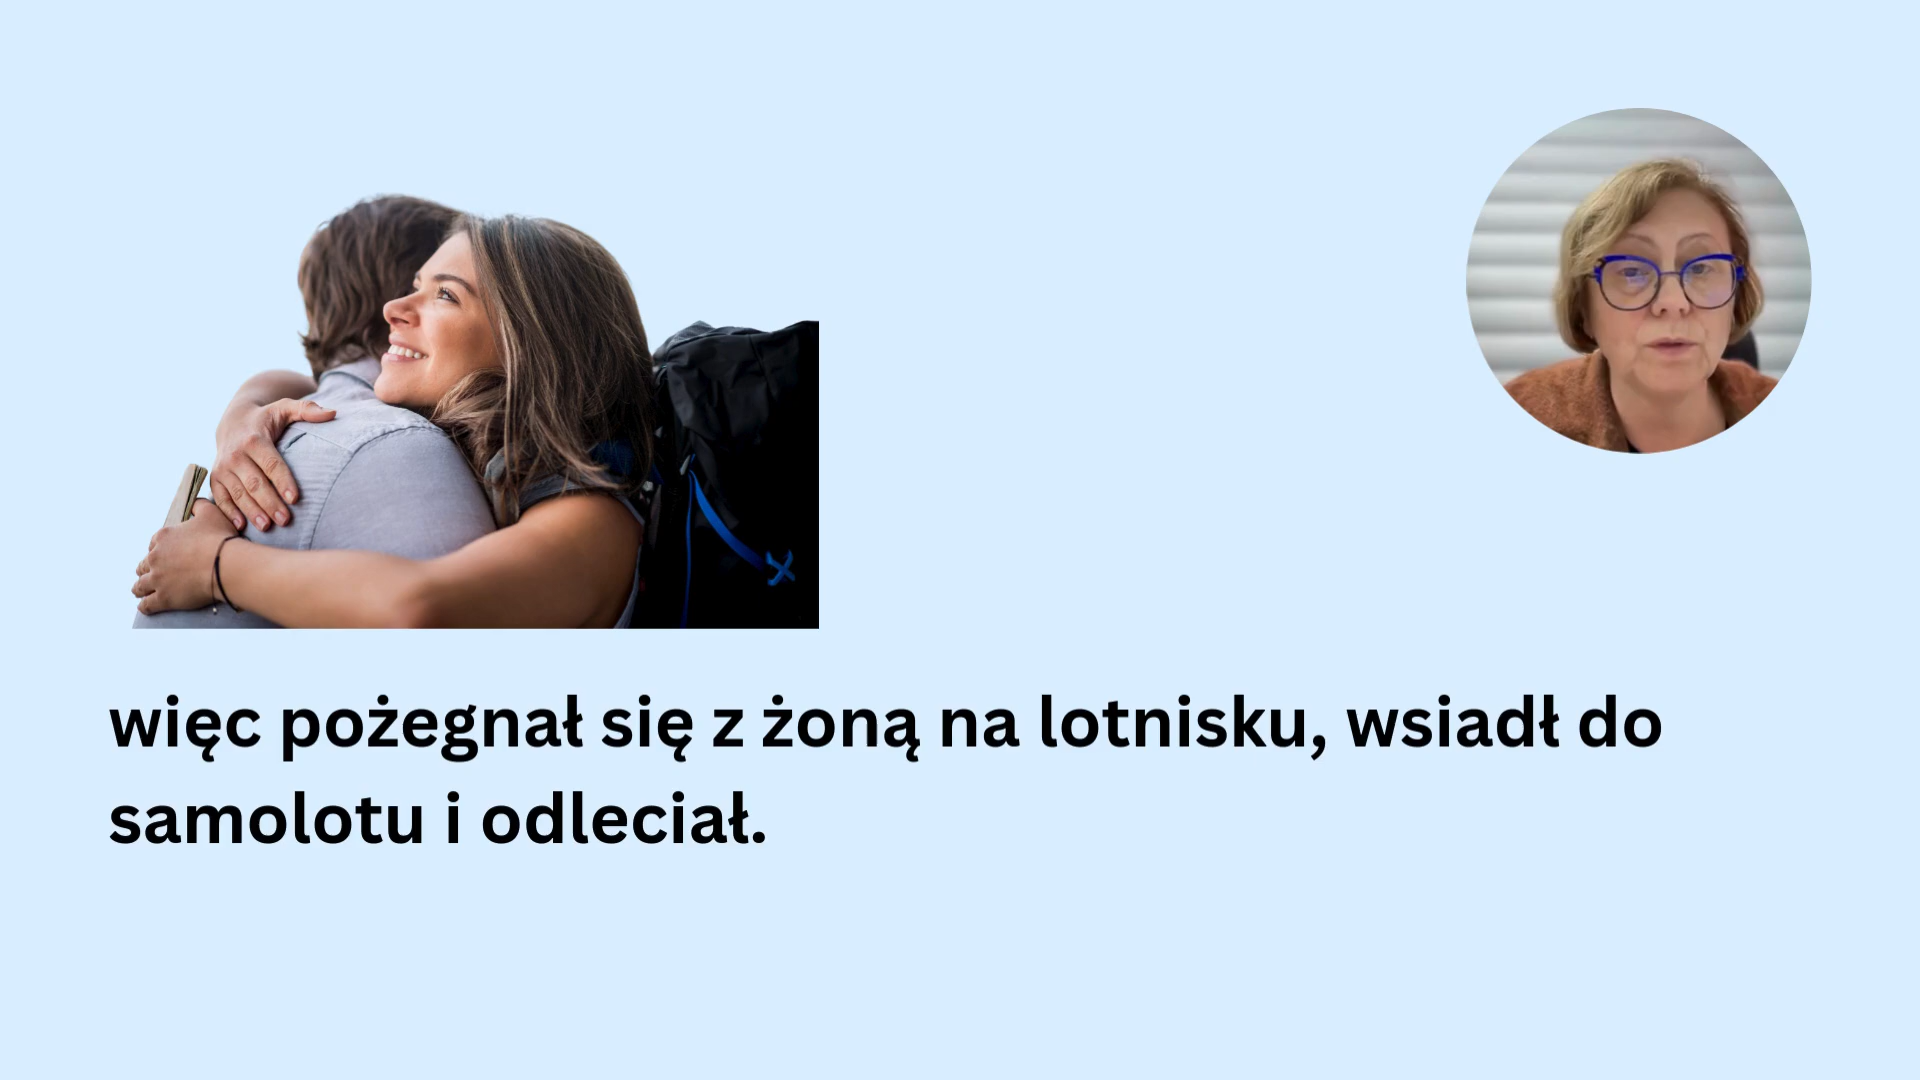 więc pożegnał się z żoną na lotnisku, wsiadł do
samolotu i odleciał.